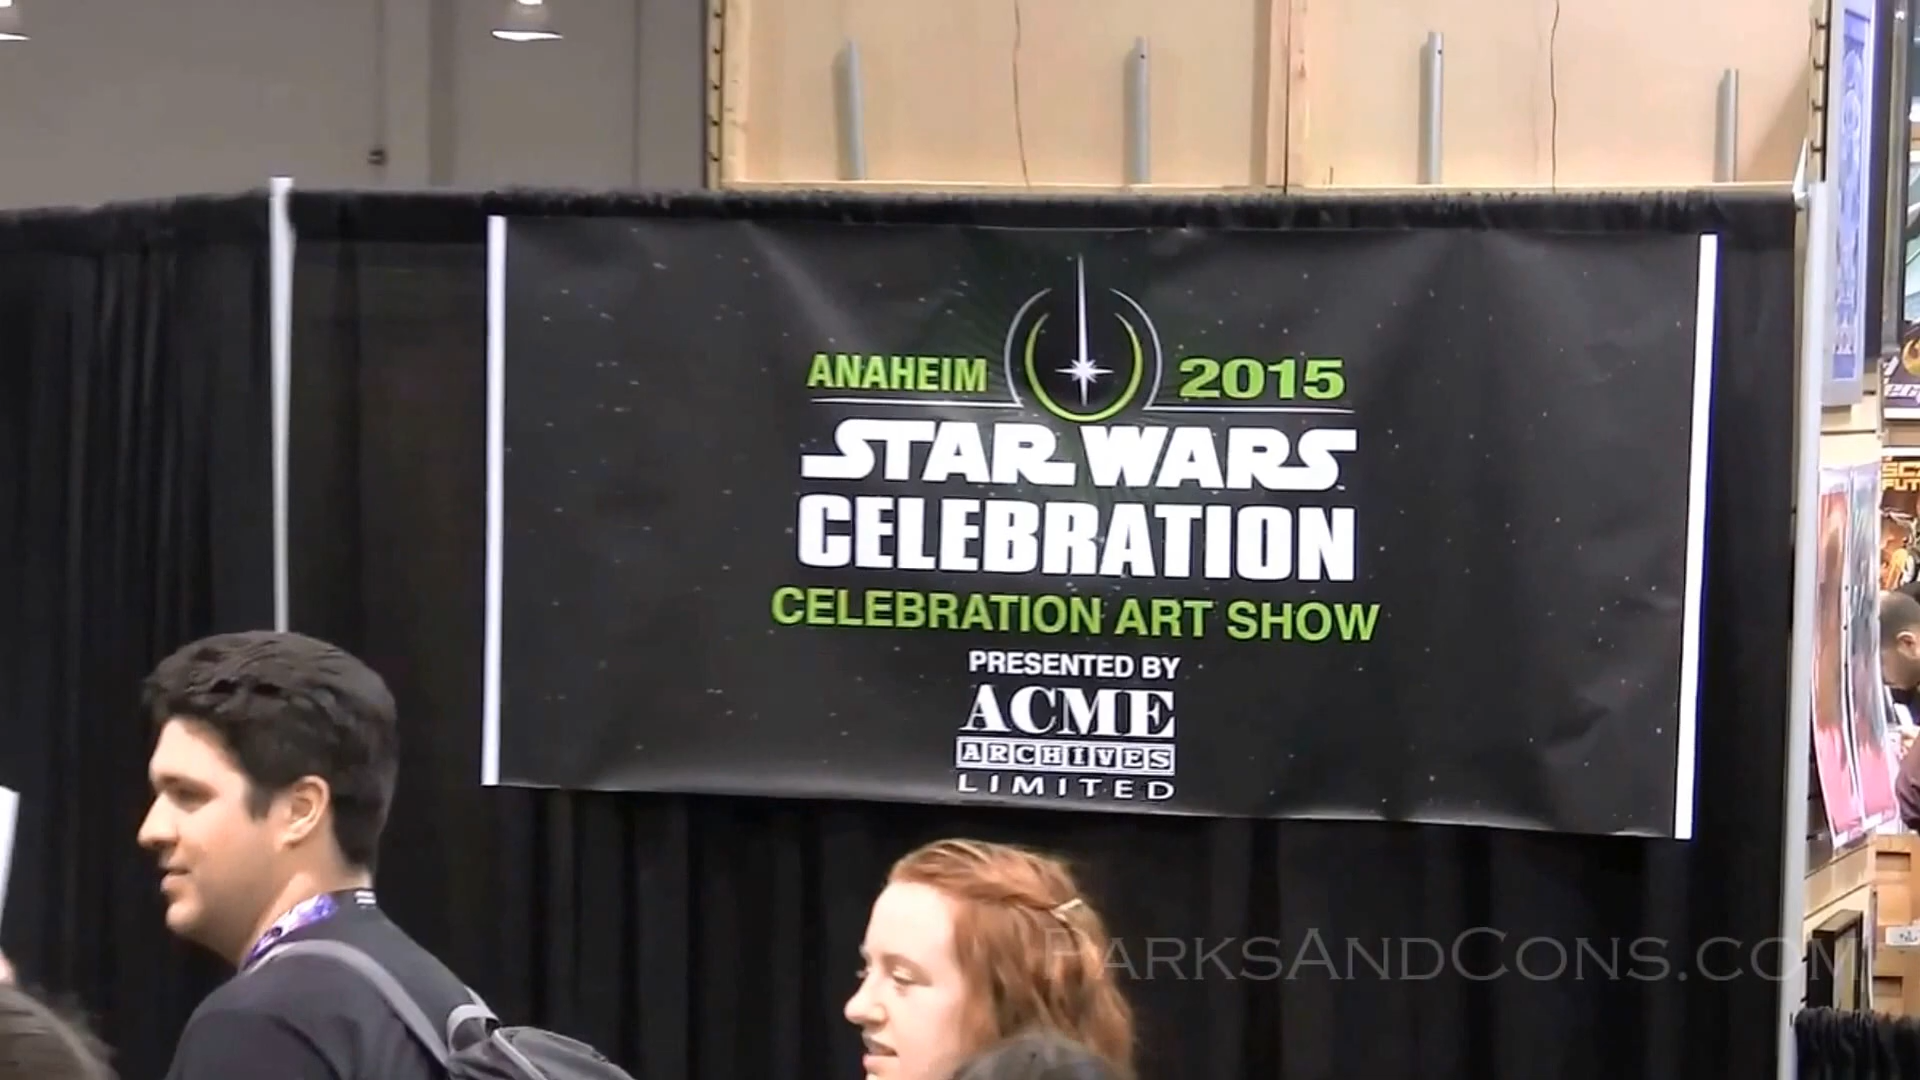 ANAHEIM 2015
STAR WARS
CELEBRATION
CELEBRATION ART SHOW
PRESENTED BY
ACME
ARCHIVES
LIMITED
PARKSANDCONS.COM